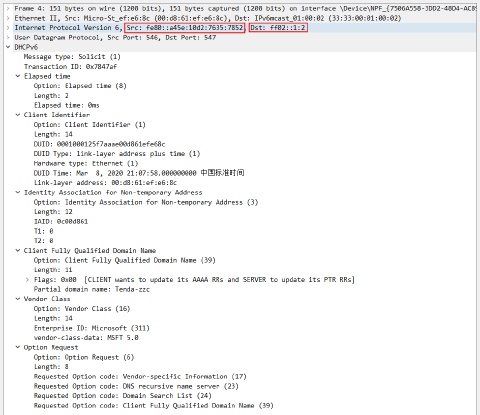 Frame 4: 151 bytes on wire (1208 bits), 151 bytes captured (1208 bits) on interface \Device\NPF_{7506A558-3DD2-48D4-AC89
Ethernet II, Src: Micro-St_ef:e6:8c (00:d8:61:ef:e6:8c), Dst: IPv6mcast_01:00:02 (33:33:00:01:00:02)
Internet Protocol Version 6, Src: fe80::a45e:10d2:7635:7852, Dst: ff02::1:2
User Datagram Protocol, Src Port: 546, Dst Port: 547
DHCPv6
Message type: Solicit (1)
Transaction ID: 0x7847af
Elapsed time
Option: Elapsed time (8)
Length: 2
Elapsed time: 0ms
Client Identifier
Option: Client Identifier (1)
Length: 14
DUID: 0001000125f7aaae00d861efe68c
DUID Type: link-layer address plus time (1)
Hardware type: Ethernet (1)
DUID Time: Mar 8, 2020 21:07:58.000000000 中国标准时间
Link-layer address: 00:d8:61:ef:e6:8c
Identity Association for Non-temporary Address
Option: Identity Association for Non-temporary Address (3)
Length: 12
IAID: 0c00d861
T1: 0
T2: 0
Client Fully Qualified Domain Name
Option: Client Fully Qualified Domain Name (39)
Length: 11
Flags: 0x00 [CLIENT wants to update its AAAA RRs and SERVER to update its PTR RRs]
Partial domain name: Tenda-zzc
Vendor Class
Option: Vendor Class (16)
Length: 14
Enterprise ID: Microsoft (311)
vendor-class-data: MSFT 5.0
Option Request
Option: Option Request (6)
Length: 8
Requested Option code: Vendor-specific Information (17)
Requested Option code: DNS recursive name server (23)
Requested Option code: Domain Search List (24)
Requested Option code: Client Fully Qualified Domain Name (39)